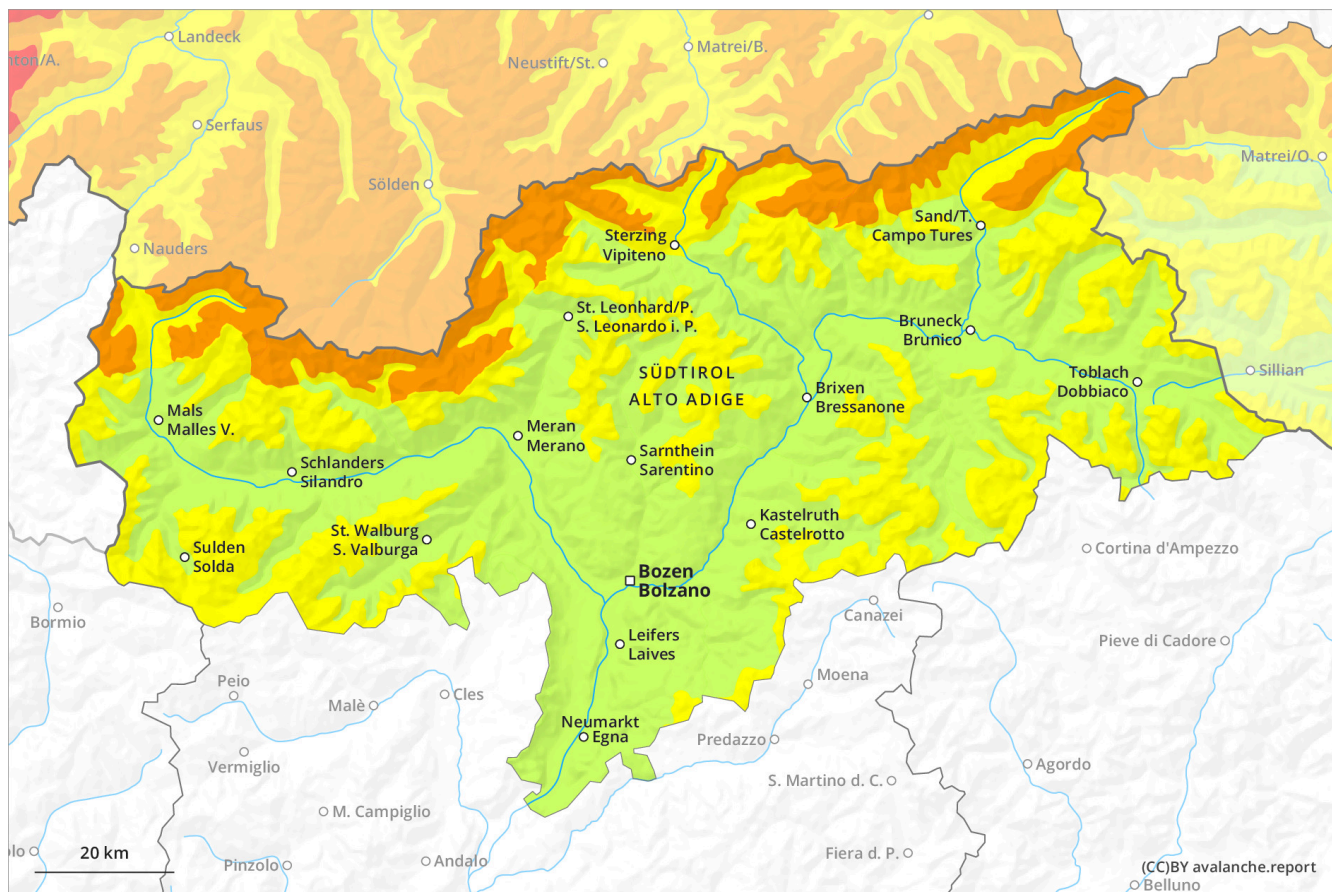 Landeck
nton/A.
Matrei/B.
Neustift/St.
Serfaus
Matrei/O.
Sölden
Nauders
Sand/T.
Campo Tures
Sterzing
Vipiteno
St. Leonhard/P.
S. Leonardo i. P.
Bruneck
Brunico
SÜDTIROL
ALTO ADIGE
Toblach
Dobbiaco
Sillian
Brixen
Bressanone
Mals
Malles V.
Meran
Merano
Sarnthein
Sarentino
Schlanders
Silandro
Kastelruth
Castelrotto
St. Walburg
S. Valburga
Sulden
Solda
Cortina d'Ampezzo
Bozen
Bolzano
Bormio
Canazei
Leifers
Laives
Pieve di Cadore
Peio
Moena
Cles
Malè
Neumarkt
Egna
Predazzo
Vermiglio
Agordo
S. Martino d. C.
M. Campiglio
olo
20 km
Pinzolo
Andalo
Fiera d. P.
(CC)BY avalanche.report
Belluno